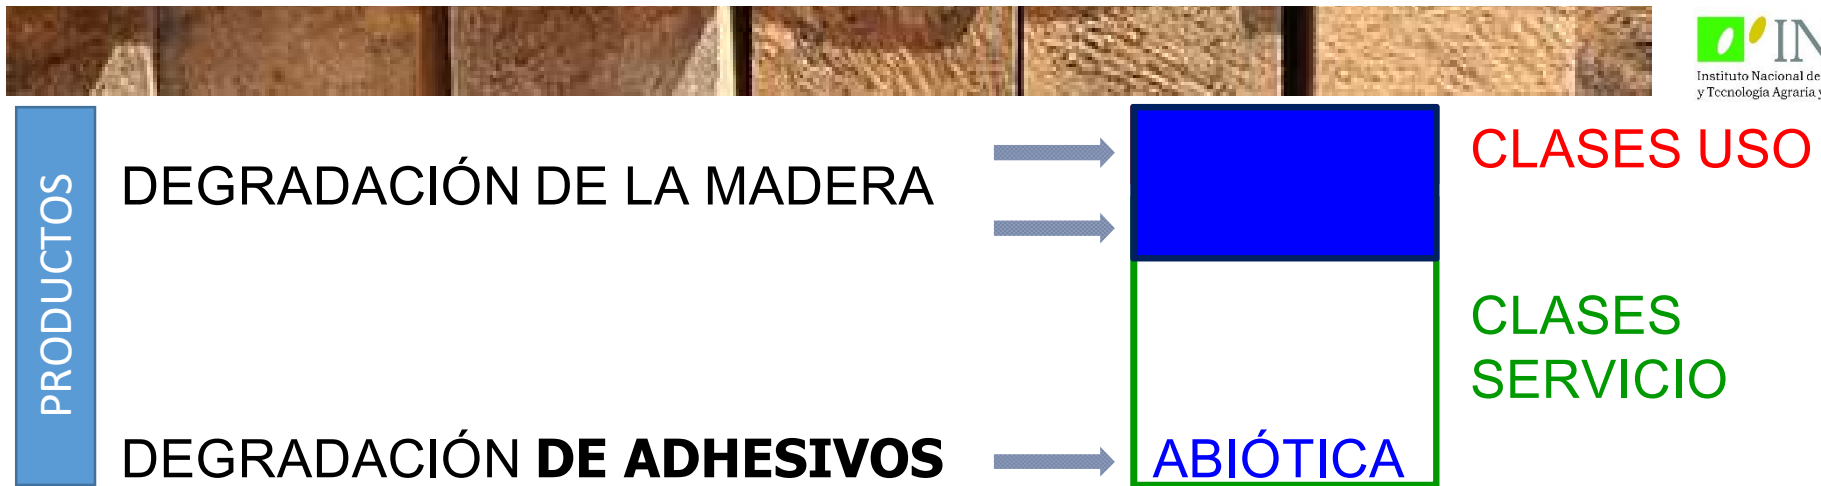 Instituto Nacional de
y Tecnología Agraria y
PRODUCTOS
DEGRADACIÓN DE LA MADERA
CLASES USO
CLASES
SERVICIO
DEGRADACIÓN DE ADHESIVOS
ABIÓTICA